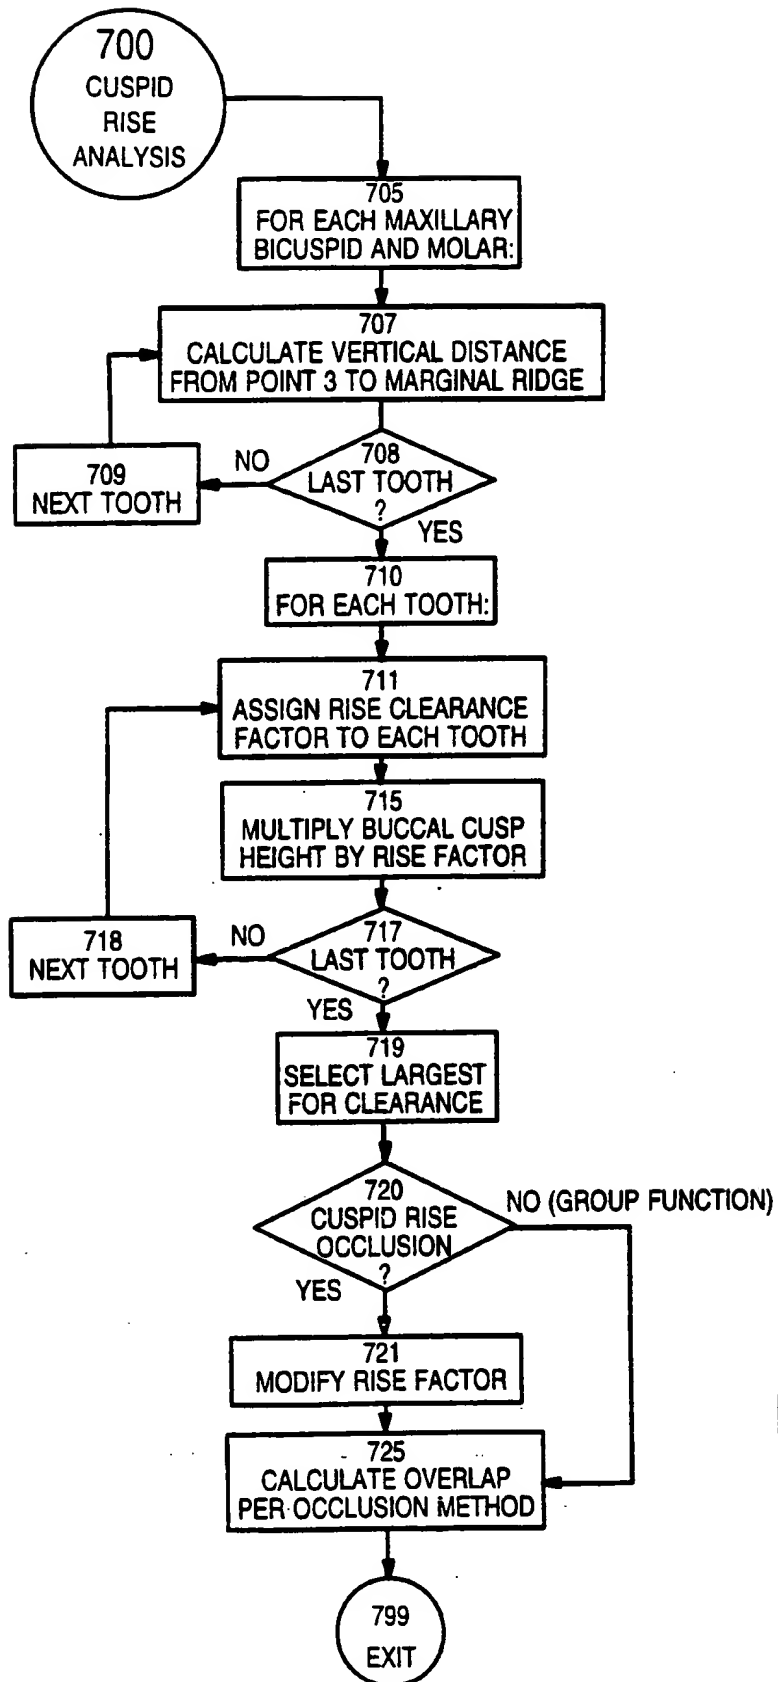 700
CUSPID
RISE
ANALYSIS
705
FOR EACH MAXILLARY
BICUSPID AND MOLAR:
707
CALCULATE VERTICAL DISTANCE
FROM POINT 3 TO MARGINAL RIDGE
708
LAST TOOTH
?
NO
709
NEXT TOOTH
YES
710
FOR EACH TOOTH:
711
ASSIGN RISE CLEARANCE
FACTOR TO EACH TOOTH
715
MULTIPLY BUCCAL CUSP
HEIGHT BY RISE FACTOR
717
LAST TOOTH
?
NO
718
NEXT TOOTH
YES
719
SELECT LARGEST
FOR CLEARANCE
720
CUSPID RISE
OCCLUSION
?
NO (GROUP FUNCTION)
YES
721
MODIFY RISE FACTOR
725
CALCULATE OVERLAP
PER OCCLUSION METHOD
799
EXIT